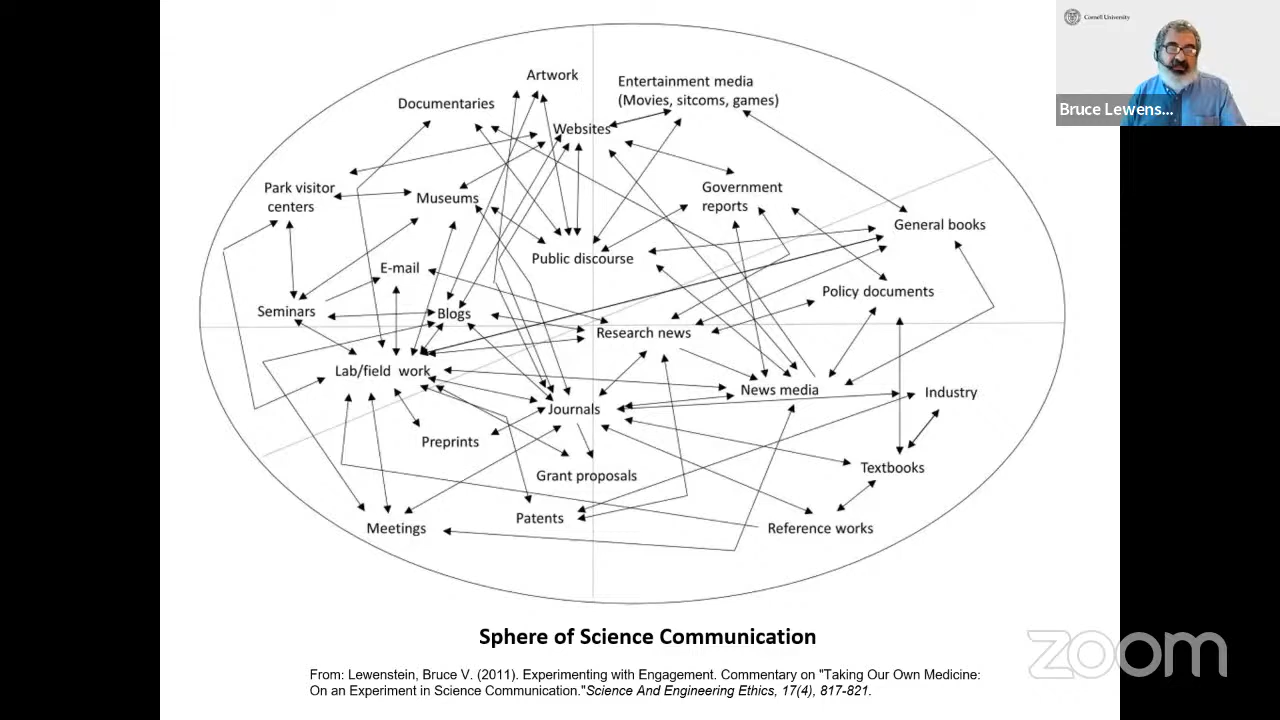 Cornell University
Bruce Lewens...
Artwork
Entertainment media
(Movies, sitcoms, games)
Documentaries
Websites
Park visitor
centers
Museums
Government
reports
General books
Public discourse
E-mail
Policy documents
Seminars
Blogs
Research news
Lab/field work
News media
Industry
Journals
Preprints
Grant proposals
Textbooks
Patents
Meetings
Reference works
Sphere of Science Communication
From: Lewenstein, Bruce V. (2011). Experimenting with Engagement. Commentary on "Taking Our Own Medicine:
On an Experiment in Science Communication."Science And Engineering Ethics, 17(4), 817-821.
zoom